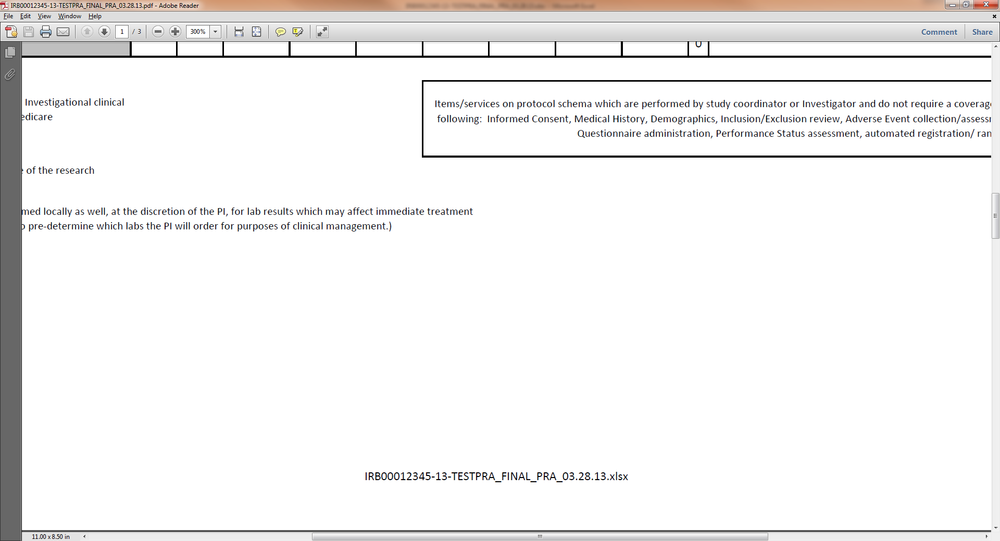 IRB00012345-13-TESTPRA_FINAL_PRA_03.28.13.pdf - Adobe Reader
File Edit View Window Help
1 / 3 300% Comment Share
0
Investigational clinical
edicare
Items/services on protocol schema which are performed by study coordinator or Investigator and do not require a coverag
following: Informed Consent, Medical History, Demographics, Inclusion/Exclusion review, Adverse Event collection/assess
Questionnaire administration, Performance Status assessment, automated registration/ ran
e of the research
med locally as well, at the discretion of the PI, for lab results which may affect immediate treatment
o pre-determine which labs the PI will order for purposes of clinical management.)
IRB00012345-13-TESTPRA_FINAL_PRA_03.28.13.xlsx
11.00 x 8.50 in